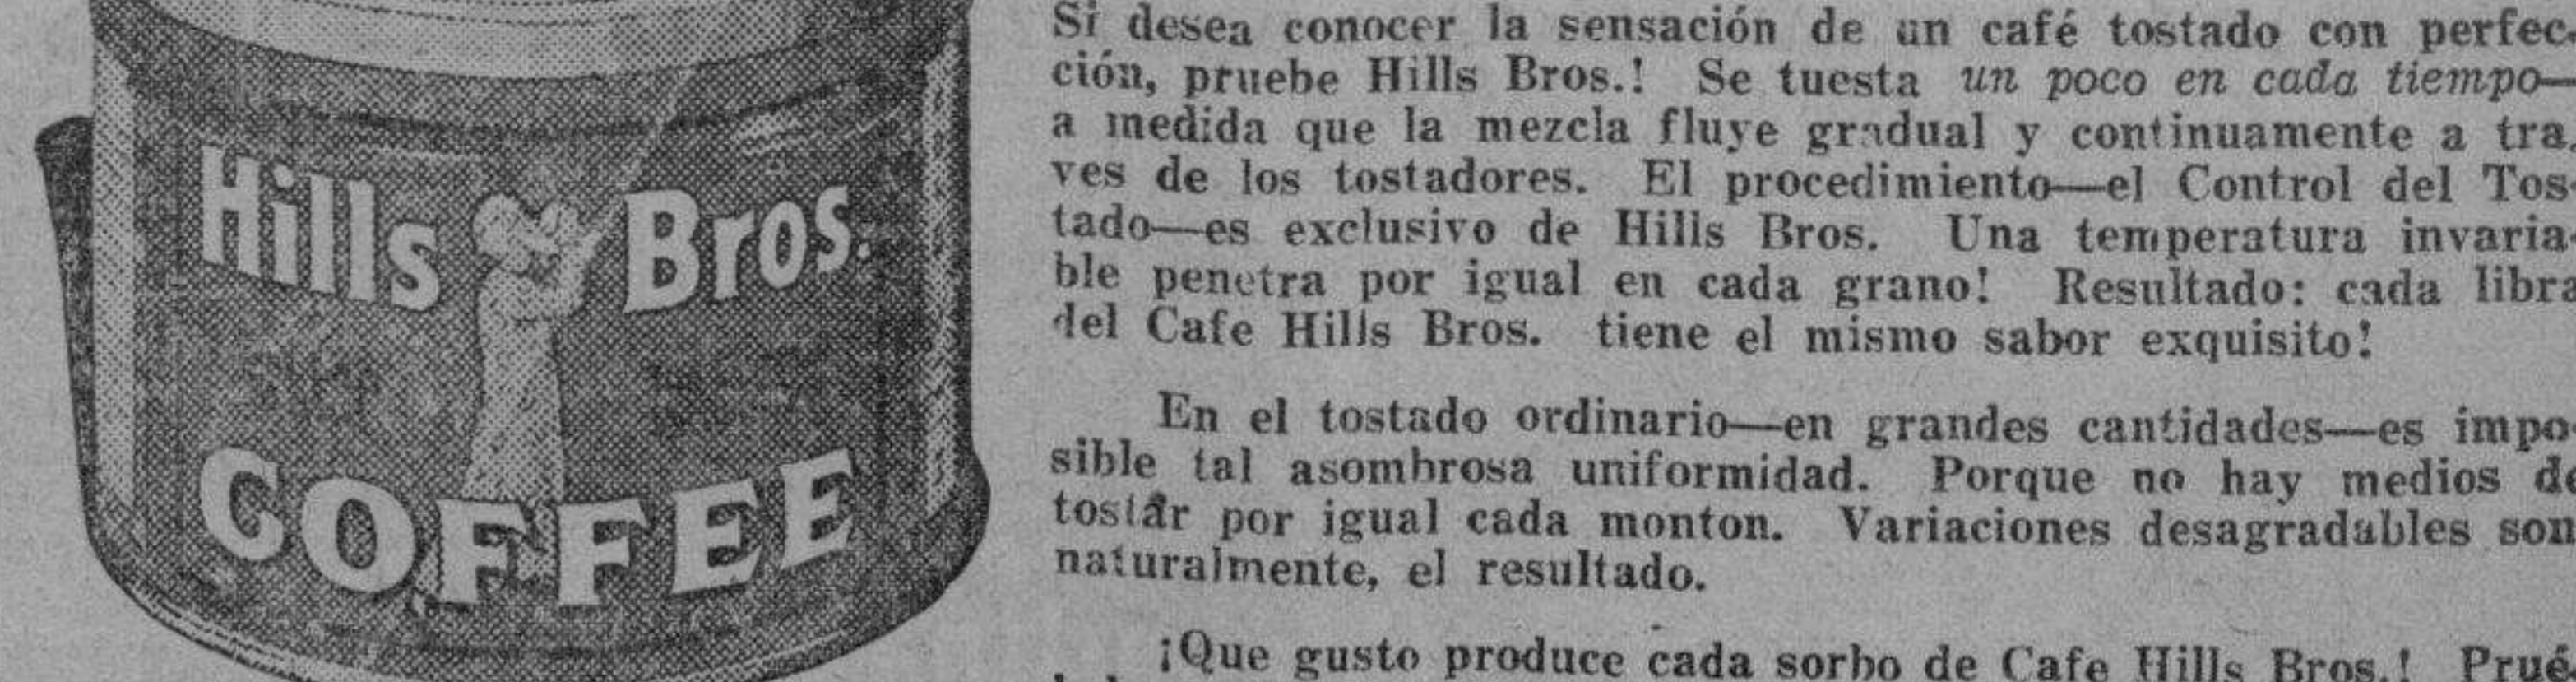 Hills Bros.
COFFEE
Si desea conocer la sensación de un café tostado con perfec-
ción, pruebe Hills Bros.! Se tuesta un poco en cada tiempo—
a medida que la mezcla fluye gradual y continuamente a tra-
ves de los tostadores. El procedimiento—el Control del Tos-
tado—es exclusivo de Hills Bros. Una temperatura invaria-
ble penetra por igual en cada grano! Resultado: cada libra
del Cafe Hills Bros. tiene el mismo sabor exquisito!
En el tostado ordinario—en grandes cantidades—es impo-
sible tal asombrosa uniformidad. Porque no hay medios de
tostar por igual cada monton. Variaciones desagradables son
naturalmente, el resultado.
¡Que gusto produce cada sorbo de Cafe Hills Bros.! Prué-